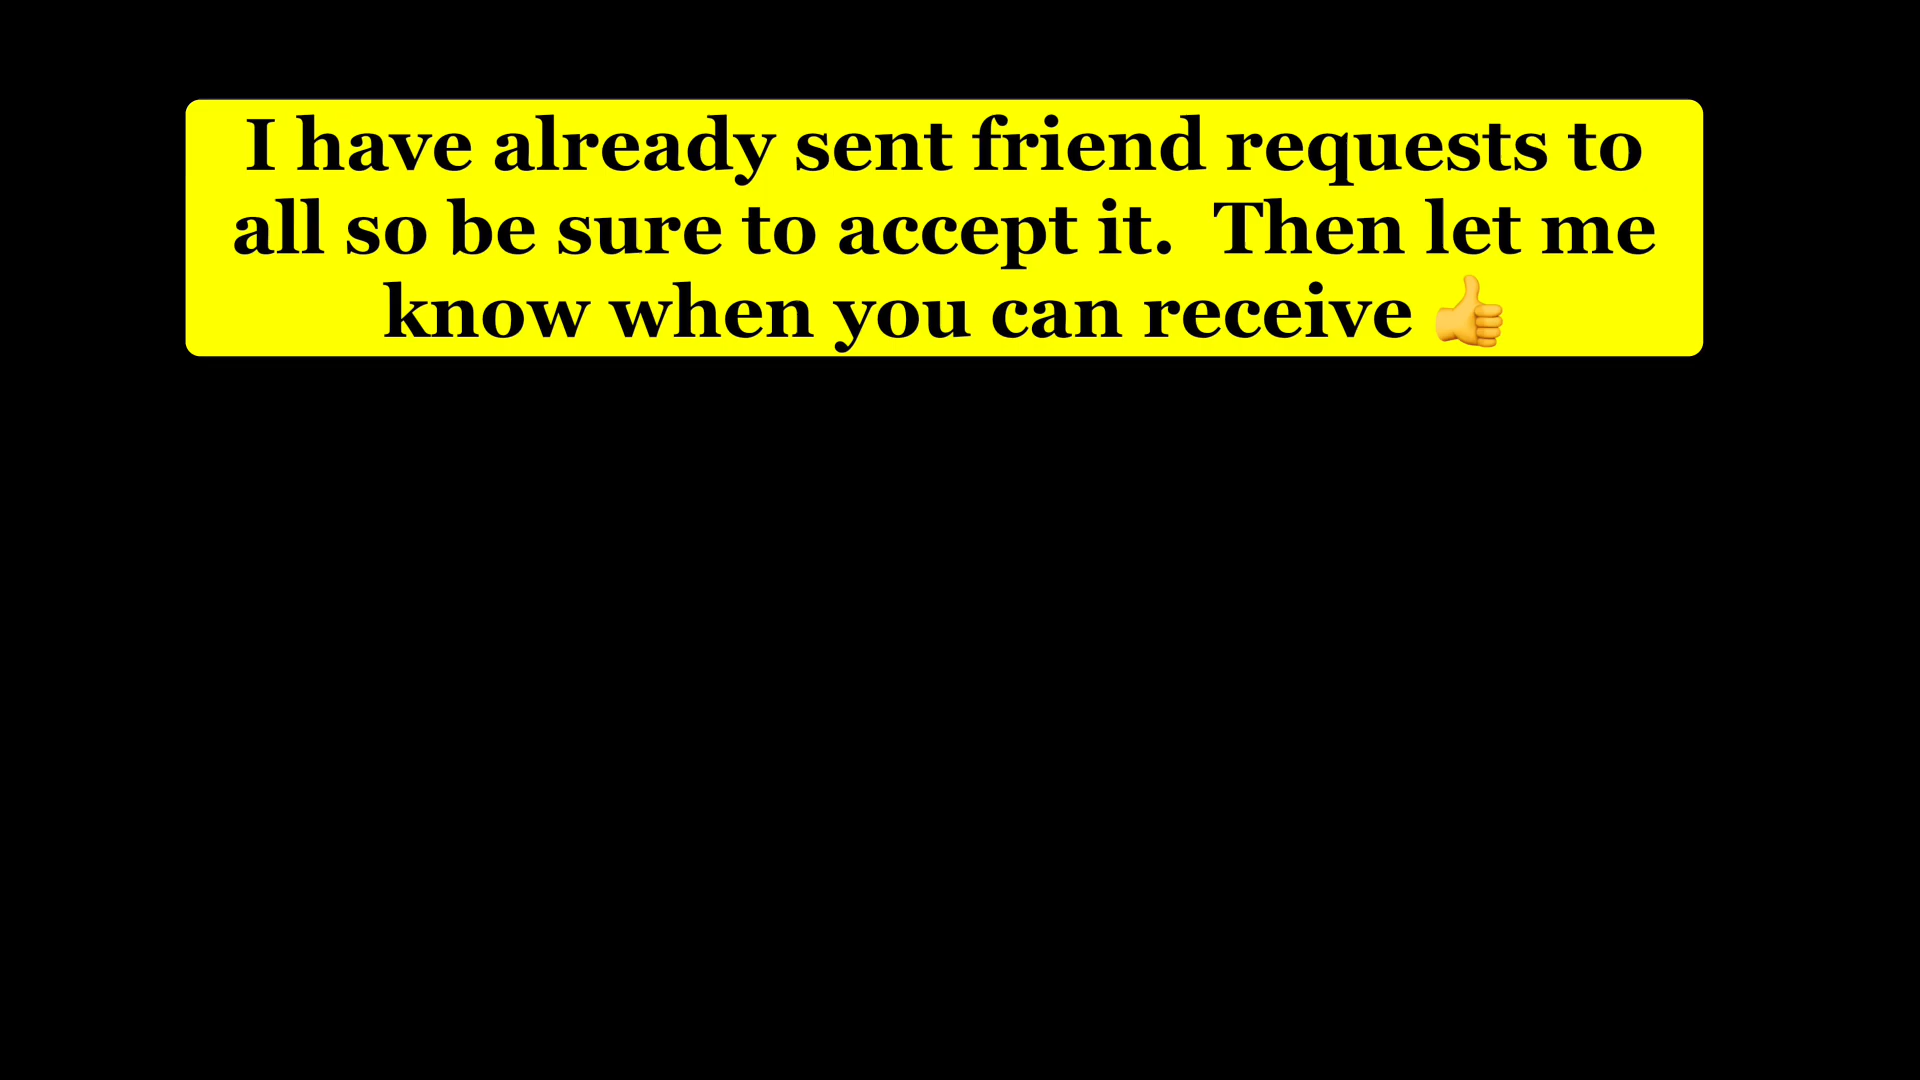 I have already sent friend requests to
all so be sure to accept it.  Then let me
know when you can receive 👍